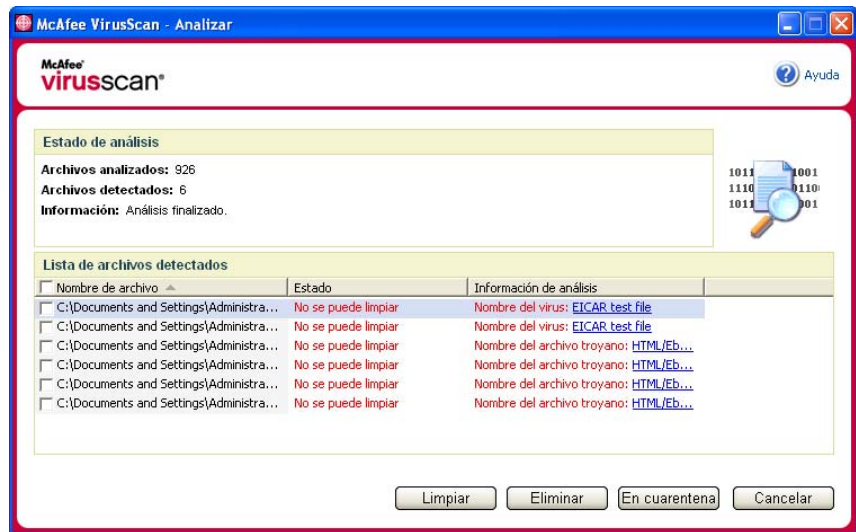 McAfee VirusScan - Analizar
McAfee®
virusscan®
Ayuda
Estado de análisis
Archivos analizados: 926
Archivos detectados: 6
Información: Análisis finalizado.
Lista de archivos detectados
Nombre de archivo Estado Información de análisis
C:\Documents and Settings\Administra... No se puede limpiar Nombre del virus: EICAR test file
C:\Documents and Settings\Administra... No se puede limpiar Nombre del virus: EICAR test file
C:\Documents and Settings\Administra... No se puede limpiar Nombre del archivo troyano: HTML/Eb...
C:\Documents and Settings\Administra... No se puede limpiar Nombre del archivo troyano: HTML/Eb...
C:\Documents and Settings\Administra... No se puede limpiar Nombre del archivo troyano: HTML/Eb...
C:\Documents and Settings\Administra... No se puede limpiar Nombre del archivo troyano: HTML/Eb...
Limpiar Eliminar En cuarentena Cancelar